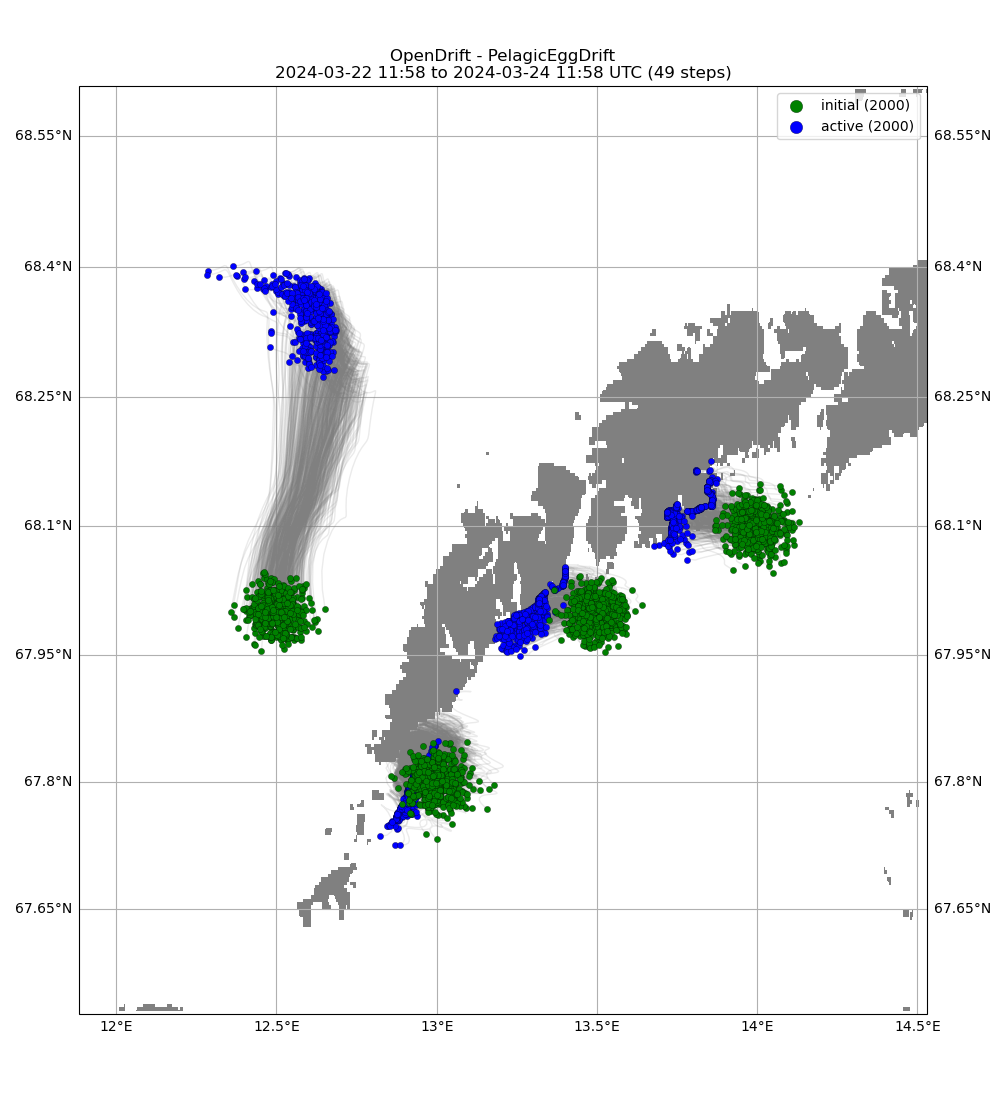 OpenDrift - PelagicEggDrift
2024-03-22 11:58 to 2024-03-24 11:58 UTC (49 steps)
initial (2000)
active (2000)
68.55°N 68.55°N
68.4°N 68.4°N
68.25°N 68.25°N
68.1°N 68.1°N
67.95°N 67.95°N
67.8°N 67.8°N
67.65°N 67.65°N
12°E 12.5°E 13°E 13.5°E 14°E 14.5°E